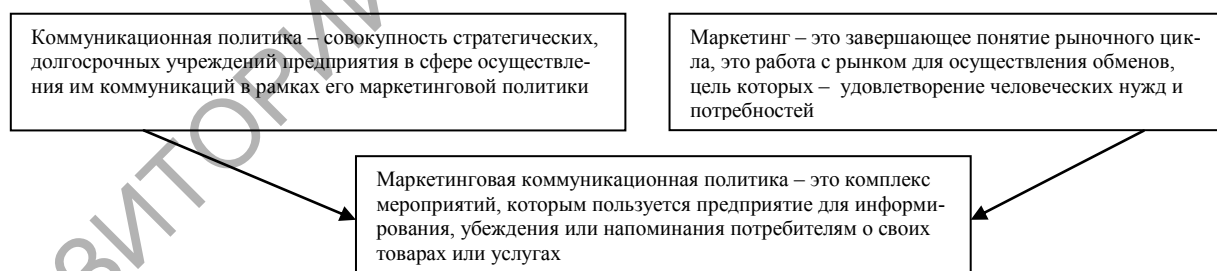 Коммуникационная политика – совокупность стратегических,
долгосрочных учреждений предприятия в сфере осуществле-
ния им коммуникаций в рамках его маркетинговой политики
Маркетинг – это завершающее понятие рыночного цик-
ла, это работа с рынком для осуществления обменов,
цель которых – удовлетворение человеческих нужд и
потребностей
Маркетинговая коммуникационная политика – это комплекс
мероприятий, которым пользуется предприятие для информи-
рования, убеждения или напоминания потребителям о своих
товарах или услугах